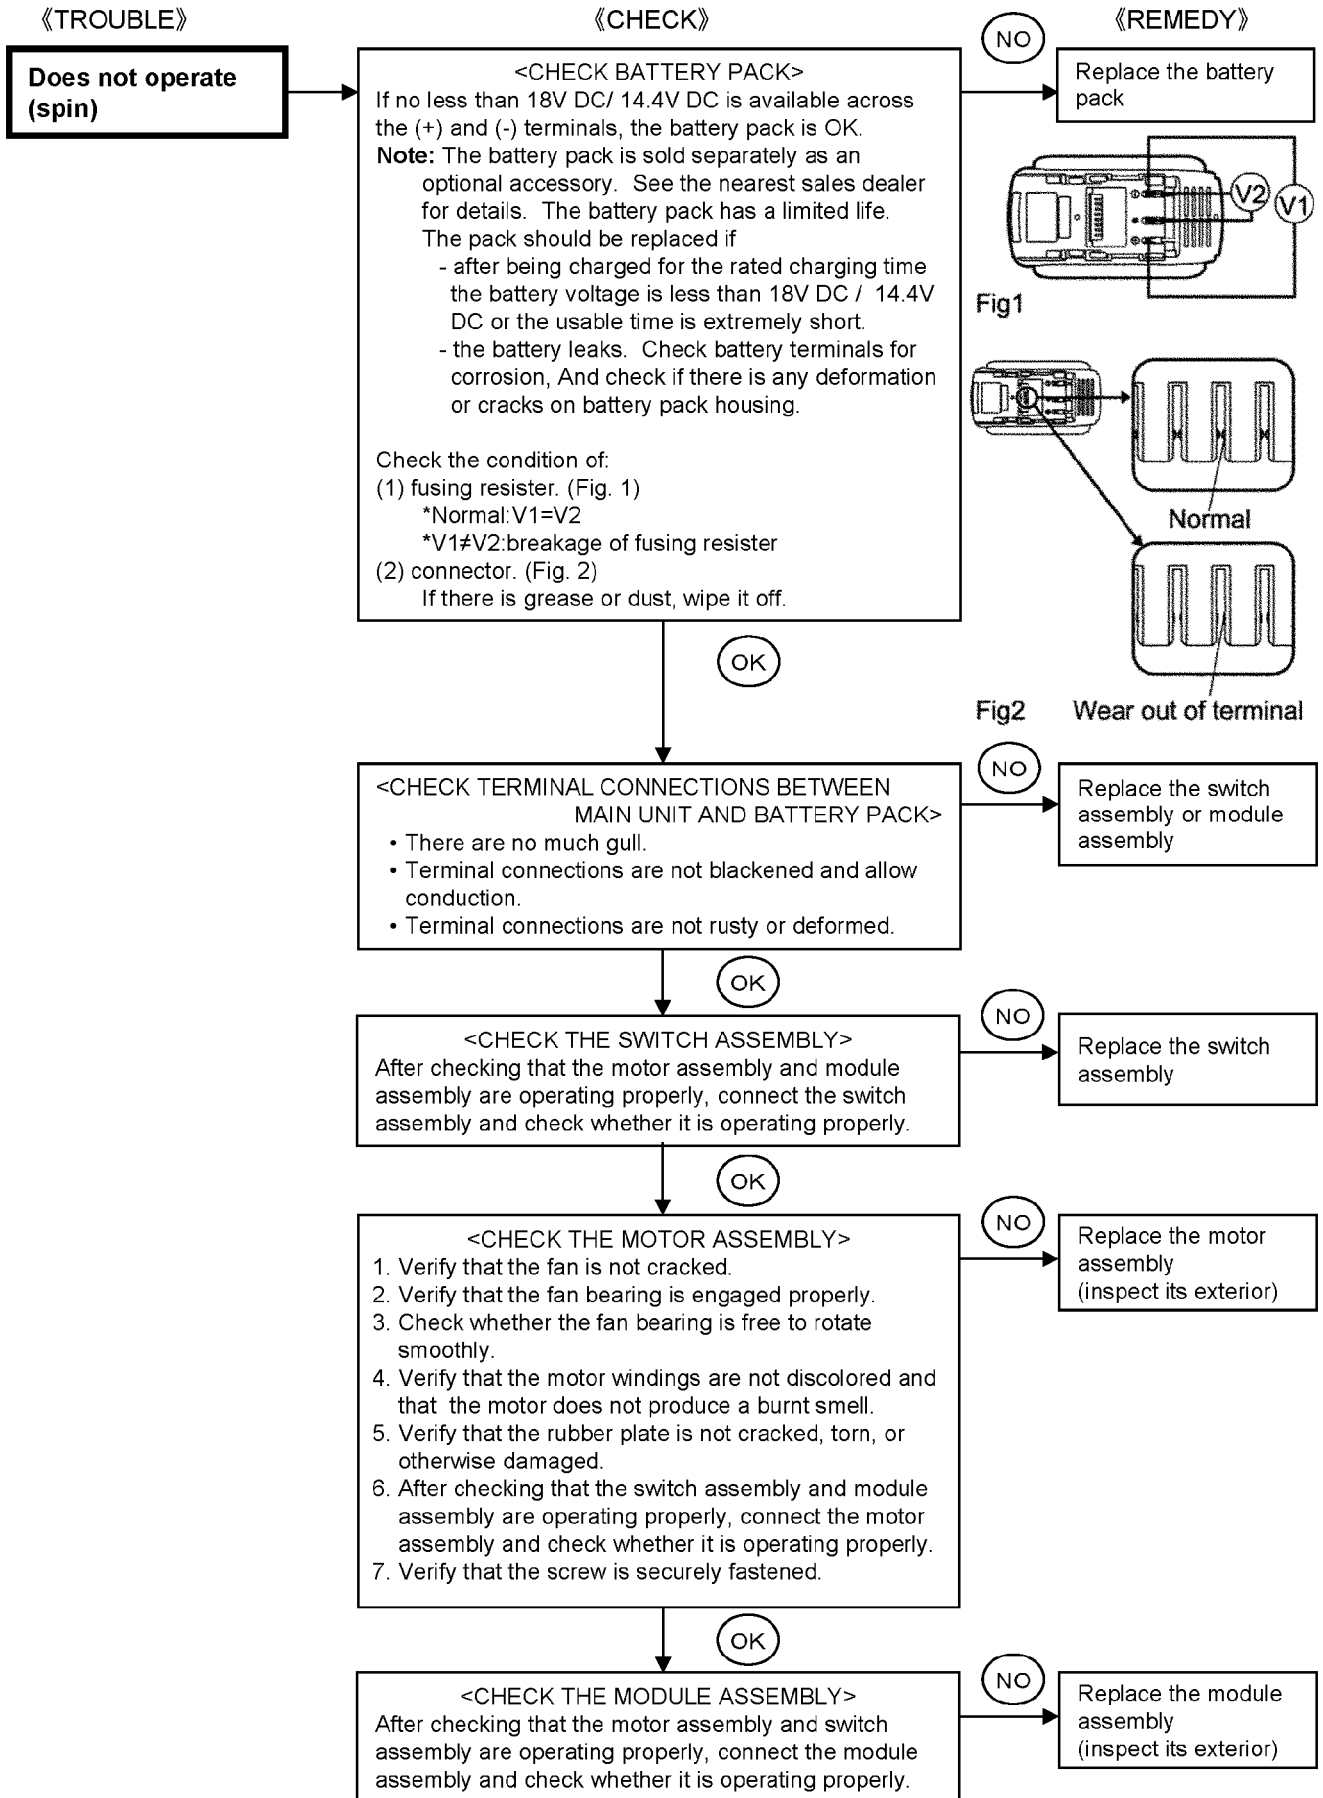 《TROUBLE》
《CHECK》
《REMEDY》
Does not operate
(spin)
<CHECK BATTERY PACK>
If no less than 18V DC/ 14.4V DC is available across
the (+) and (-) terminals, the battery pack is OK.
Note: The battery pack is sold separately as an
optional accessory. See the nearest sales dealer
for details. The battery pack has a limited life.
The pack should be replaced if
- after being charged for the rated charging time
the battery voltage is less than 18V DC / 14.4V
DC or the usable time is extremely short.
- the battery leaks. Check battery terminals for
corrosion, And check if there is any deformation
or cracks on battery pack housing.
Check the condition of:
(1) fusing resister. (Fig. 1)
*Normal:V1=V2
*V1≠V2:breakage of fusing resister
(2) connector. (Fig. 2)
If there is grease or dust, wipe it off.
NO
Replace the battery
pack
V2
V1
Fig1
Normal
Fig2
Wear out of terminal
OK
<CHECK TERMINAL CONNECTIONS BETWEEN
MAIN UNIT AND BATTERY PACK>
• There are no much gull.
• Terminal connections are not blackened and allow
conduction.
• Terminal connections are not rusty or deformed.
NO
Replace the switch
assembly or module
assembly
OK
<CHECK THE SWITCH ASSEMBLY>
After checking that the motor assembly and module
assembly are operating properly, connect the switch
assembly and check whether it is operating properly.
NO
Replace the switch
assembly
OK
<CHECK THE MOTOR ASSEMBLY>
1. Verify that the fan is not cracked.
2. Verify that the fan bearing is engaged properly.
3. Check whether the fan bearing is free to rotate
smoothly.
4. Verify that the motor windings are not discolored and
that the motor does not produce a burnt smell.
5. Verify that the rubber plate is not cracked, torn, or
otherwise damaged.
6. After checking that the switch assembly and module
assembly are operating properly, connect the motor
assembly and check whether it is operating properly.
7. Verify that the screw is securely fastened.
NO
Replace the motor
assembly
(inspect its exterior)
OK
<CHECK THE MODULE ASSEMBLY>
After checking that the motor assembly and switch
assembly are operating properly, connect the module
assembly and check whether it is operating properly.
NO
Replace the module
assembly
(inspect its exterior)